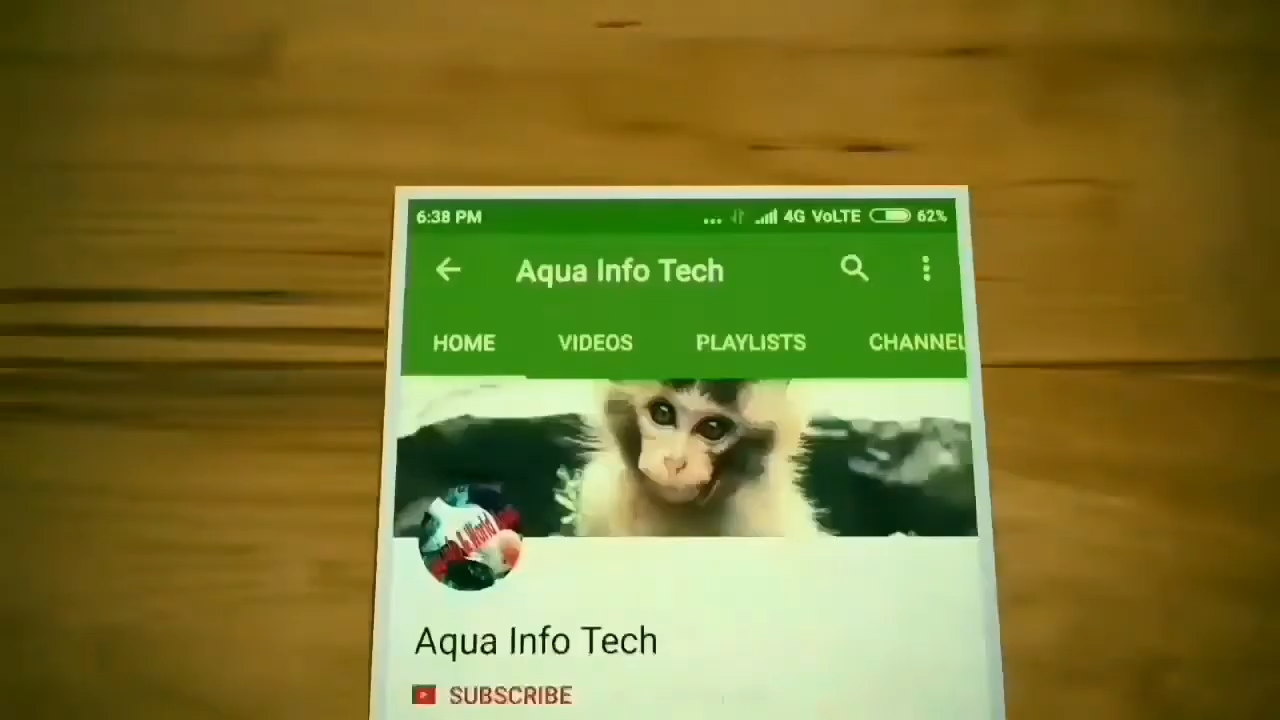 6:38 PM ... 4G VoLTE 62%
Aqua Info Tech
HOME VIDEOS PLAYLISTS CHANNEL
Aqua Info Tech
SUBSCRIBE